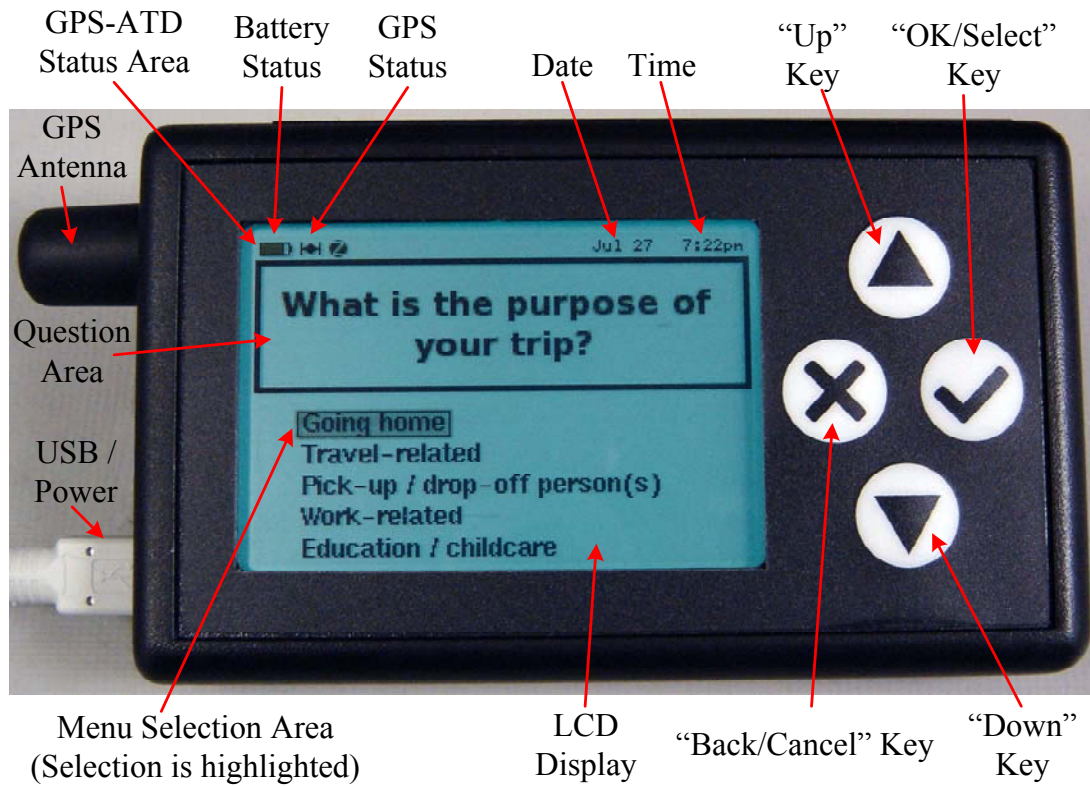 GPS-ATD
Status Area
Battery
Status
GPS
Status
Date
Time
“Up”
Key
“OK/Select”
Key
GPS
Antenna
Jul 27 7:22pm
What is the purpose of
your trip?
Question
Area
Going home
Travel-related
Pick-up / drop-off person(s)
Work-related
Education / childcare
USB /
Power
Menu Selection Area
(Selection is highlighted)
LCD
Display
“Back/Cancel” Key
“Down”
Key